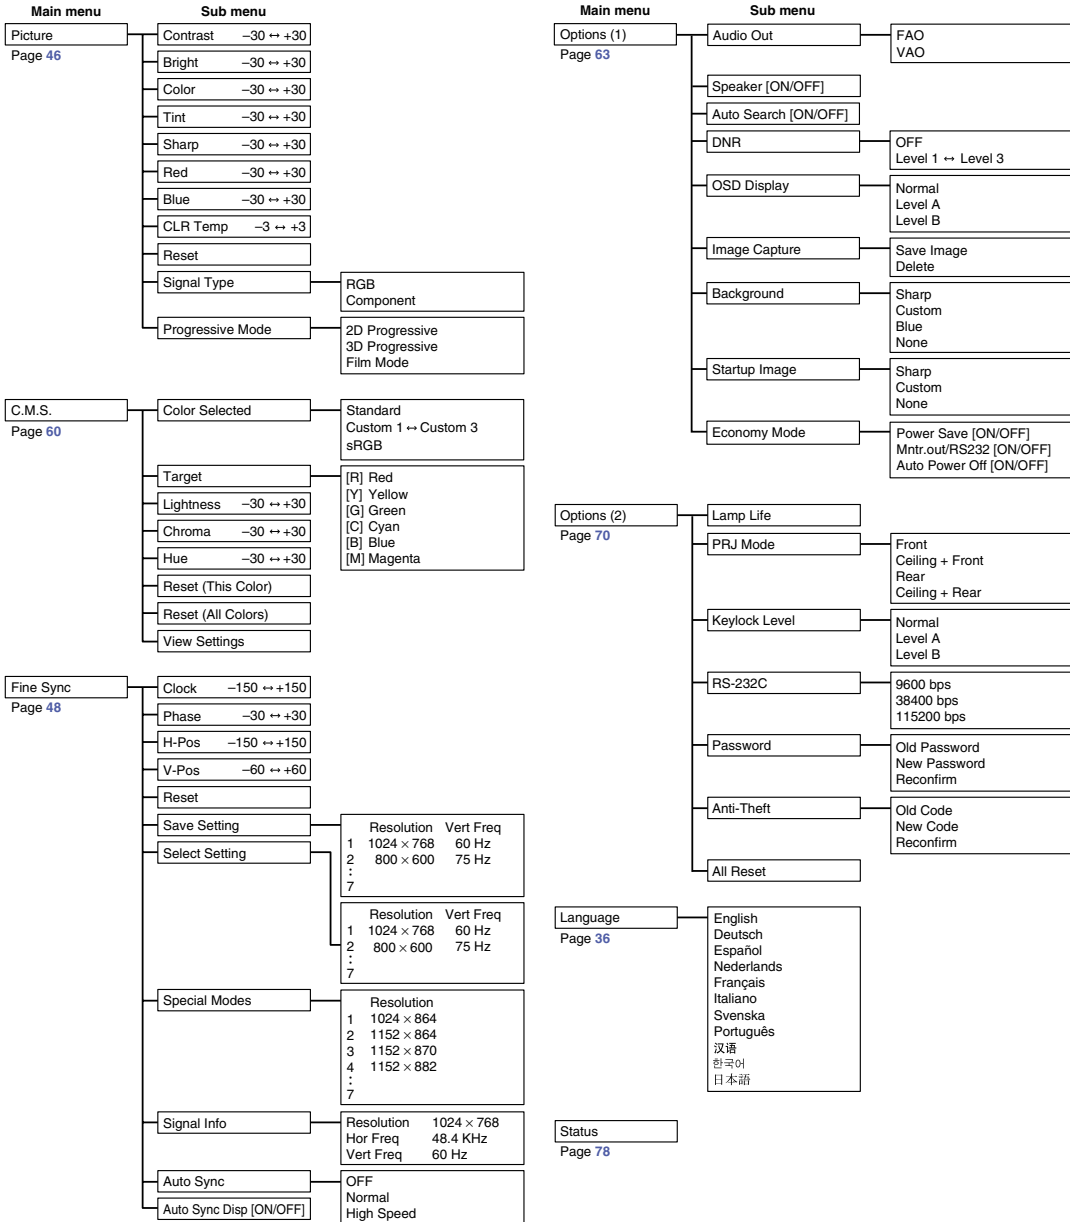 Main menu Sub menu
Picture
Page 46
Contrast –30 ↔ +30
Bright –30 ↔ +30
Color –30 ↔ +30
Tint –30 ↔ +30
Sharp –30 ↔ +30
Red –30 ↔ +30
Blue –30 ↔ +30
CLR Temp –3 ↔ +3
Reset
Signal Type
RGB
Component
Progressive Mode
2D Progressive
3D Progressive
Film Mode
C.M.S.
Page 60
Color Selected
Standard
Custom 1 ↔ Custom 3
sRGB
Target
[R] Red
[Y] Yellow
[G] Green
[C] Cyan
[B] Blue
[M] Magenta
Lightness –30 ↔ +30
Chroma –30 ↔ +30
Hue –30 ↔ +30
Reset (This Color)
Reset (All Colors)
View Settings
Fine Sync
Page 48
Clock –150 ↔ +150
Phase –30 ↔ +30
H-Pos –150 ↔ +150
V-Pos –60 ↔ +60
Reset
Save Setting
Resolution Vert Freq
1 1024 × 768 60 Hz
2 800 × 600 75 Hz
:
7
Select Setting
Resolution Vert Freq
1 1024 × 768 60 Hz
2 800 × 600 75 Hz
:
7
Special Modes
Resolution
1 1024 × 864
2 1152 × 864
3 1152 × 870
4 1152 × 882
:
7
Signal Info
Resolution 1024 × 768
Hor Freq 48.4 KHz
Vert Freq 60 Hz
Auto Sync
OFF
Normal
High Speed
Auto Sync Disp [ON/OFF]
Main menu Sub menu
Options (1)
Page 63
Audio Out
FAO
VAO
Speaker [ON/OFF]
Auto Search [ON/OFF]
DNR
OFF
Level 1 ↔ Level 3
OSD Display
Normal
Level A
Level B
Image Capture
Save Image
Delete
Background
Sharp
Custom
Blue
None
Startup Image
Sharp
Custom
None
Economy Mode
Power Save [ON/OFF]
Mntr.out/RS232 [ON/OFF]
Auto Power Off [ON/OFF]
Options (2)
Page 70
Lamp Life
PRJ Mode
Front
Ceiling + Front
Rear
Ceiling + Rear
Keylock Level
Normal
Level A
Level B
RS-232C
9600 bps
38400 bps
115200 bps
Password
Old Password
New Password
Reconfirm
Anti-Theft
Old Code
New Code
Reconfirm
All Reset
Language
Page 36
English
Deutsch
Español
Nederlands
Français
Italiano
Svenska
Português
汉语
한국어
日本語
Status
Page 78